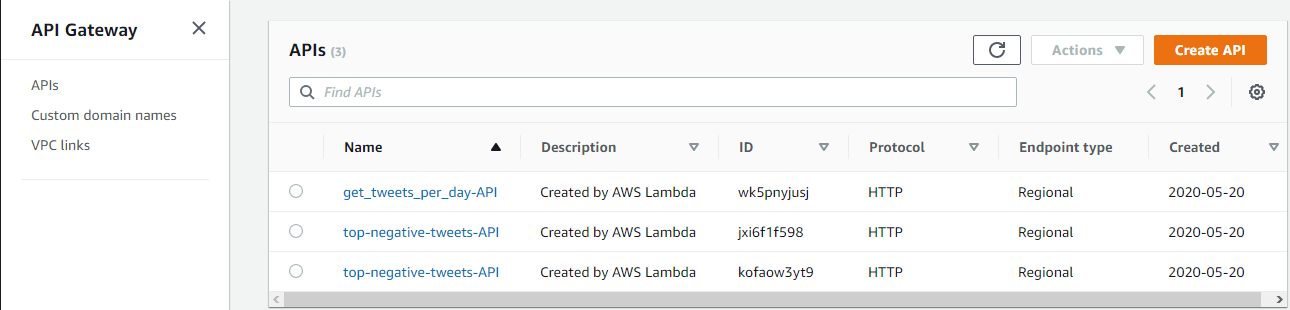 API Gateway
APIs
Custom domain names
VPC links
APIs (3)
Actions
Create API
Find APIs
1
Name Description ID Protocol Endpoint type Created
get_tweets_per_day-API Created by AWS Lambda wk5pnyjusj HTTP Regional 2020-05-20
top-negative-tweets-API Created by AWS Lambda jxi6f1f598 HTTP Regional 2020-05-20
top-negative-tweets-API Created by AWS Lambda kofaow3yt9 HTTP Regional 2020-05-20